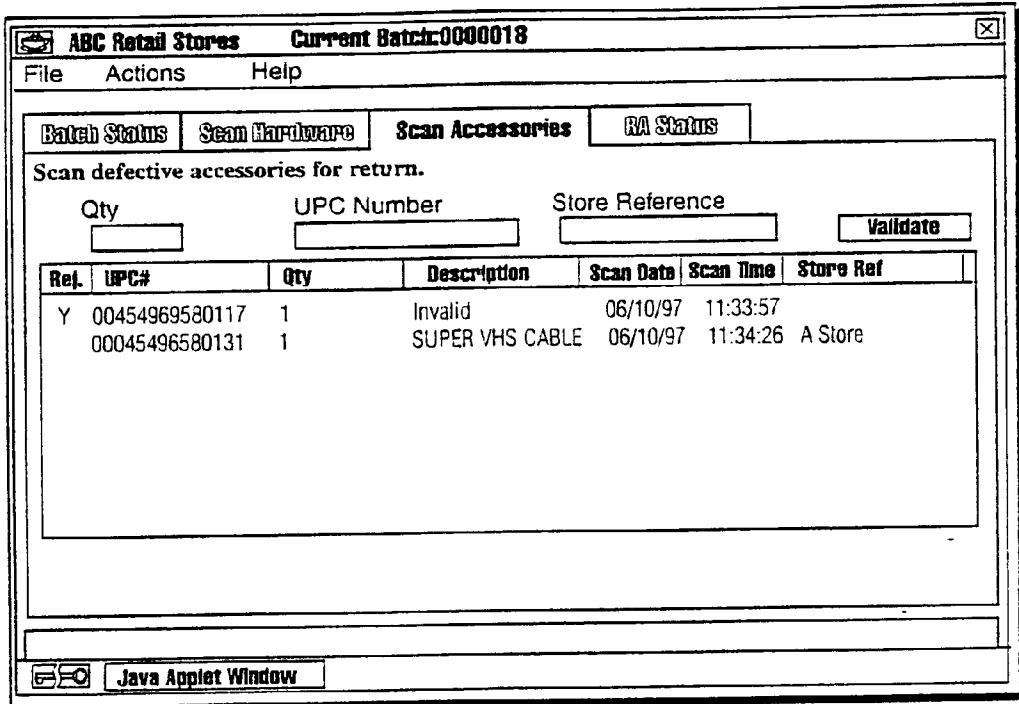 ABC Retail Stores Current Batch:0000018
File Actions Help
Batch Status Scan Hardware Scan Accessories RA Status
Scan defective accessories for return.
Qty UPC Number Store Reference
Validate
Rej. UPC# Qty Description Scan Date Scan Time Store Ref
Y 00454969580117 1 Invalid 06/10/97 11:33:57
00045496580131 1 SUPER VHS CABLE 06/10/97 11:34:26 A Store
Java Applet Window